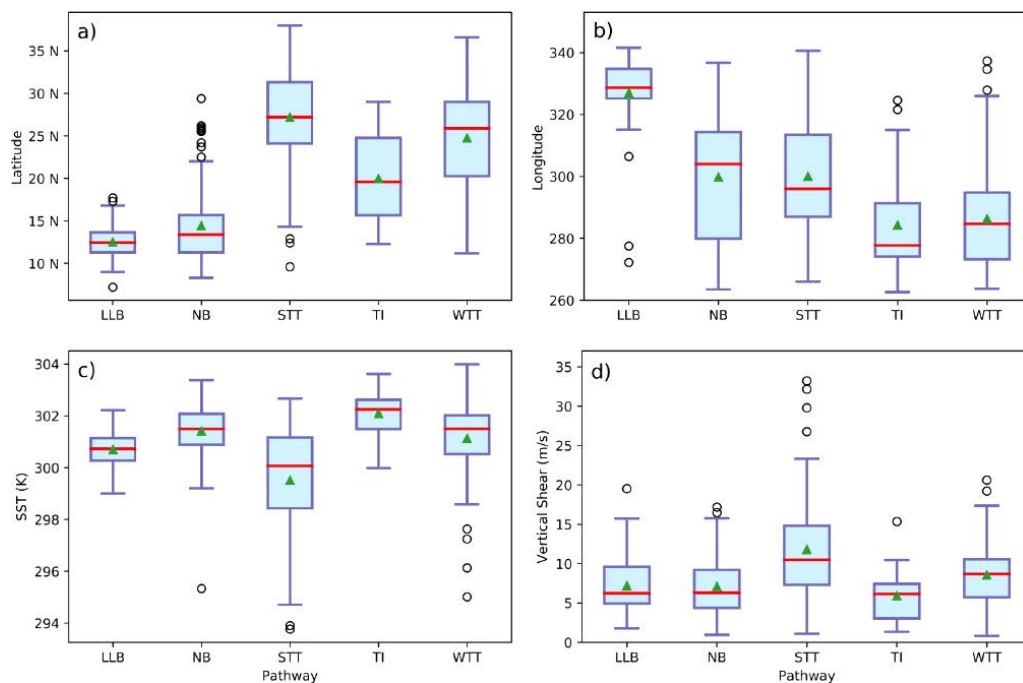 a)
Latitude
35 N
30 N
25 N
20 N
15 N
10 N
LLB NB STT TI WTT
b)
Longitude
340
320
300
280
260
LLB NB STT TI WTT
c)
SST (K)
304
302
300
298
296
294
LLB NB STT TI WTT
Pathway
d)
Vertical Shear (m/s)
35
30
25
20
15
10
5
0
LLB NB STT TI WTT
Pathway